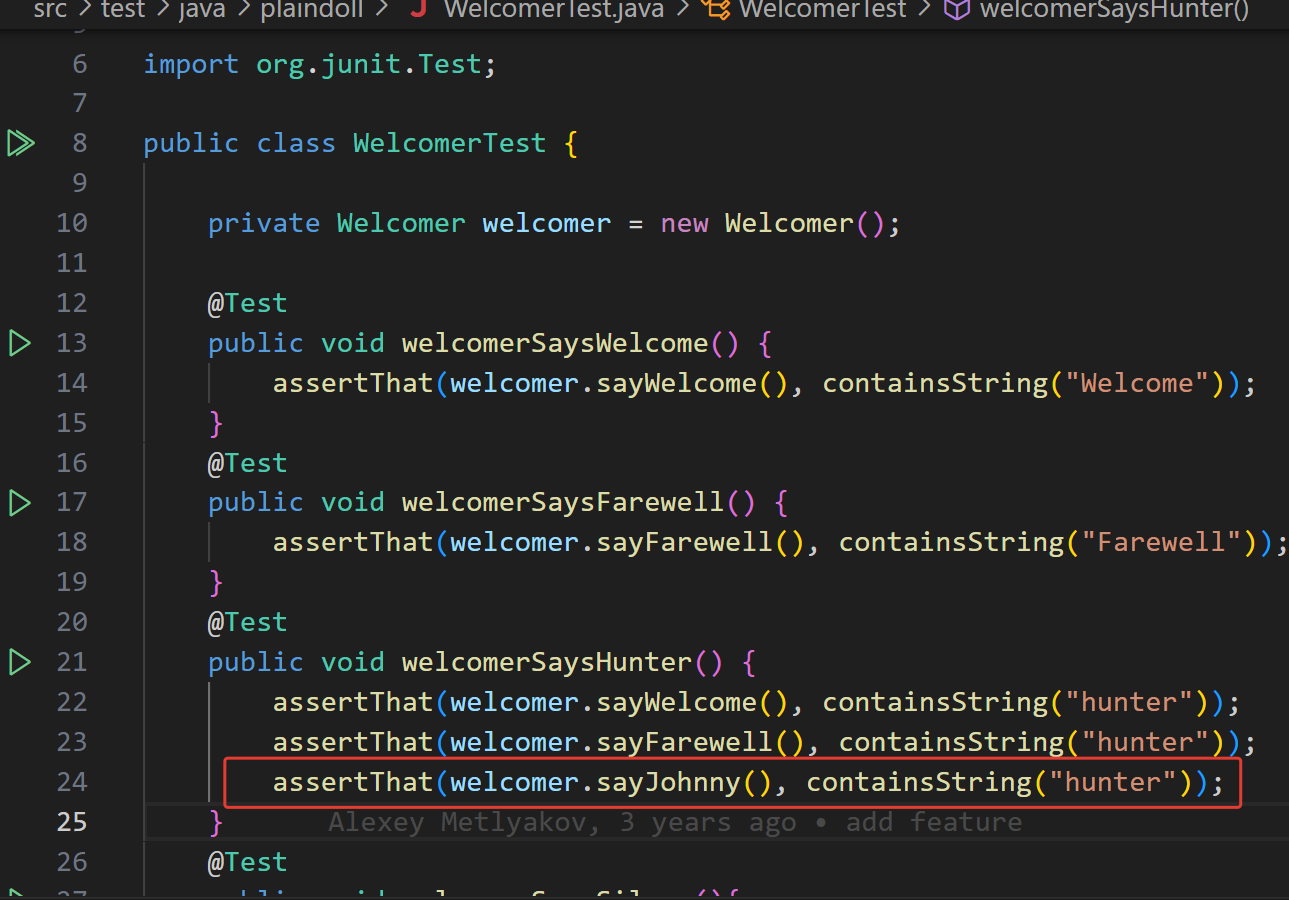 src > test > java > plaindoll > J WelcomerTest.java > WelcomerTest > welcomerSaysHunter()
6 import org.junit.Test;
7
8 public class WelcomerTest {
9
10 private Welcomer welcomer = new Welcomer();
11
12 @Test
13 public void welcomerSaysWelcome() {
14 assertThat(welcomer.sayWelcome(), containsString("Welcome"));
15 }
16 @Test
17 public void welcomerSaysFarewell() {
18 assertThat(welcomer.sayFarewell(), containsString("Farewell"));
19 }
20 @Test
21 public void welcomerSaysHunter() {
22 assertThat(welcomer.sayWelcome(), containsString("hunter"));
23 assertThat(welcomer.sayFarewell(), containsString("hunter"));
24 assertThat(welcomer.sayJohnny(), containsString("hunter"));
25 } Alexey Metlyakov, 3 years ago • add feature
26 @Test